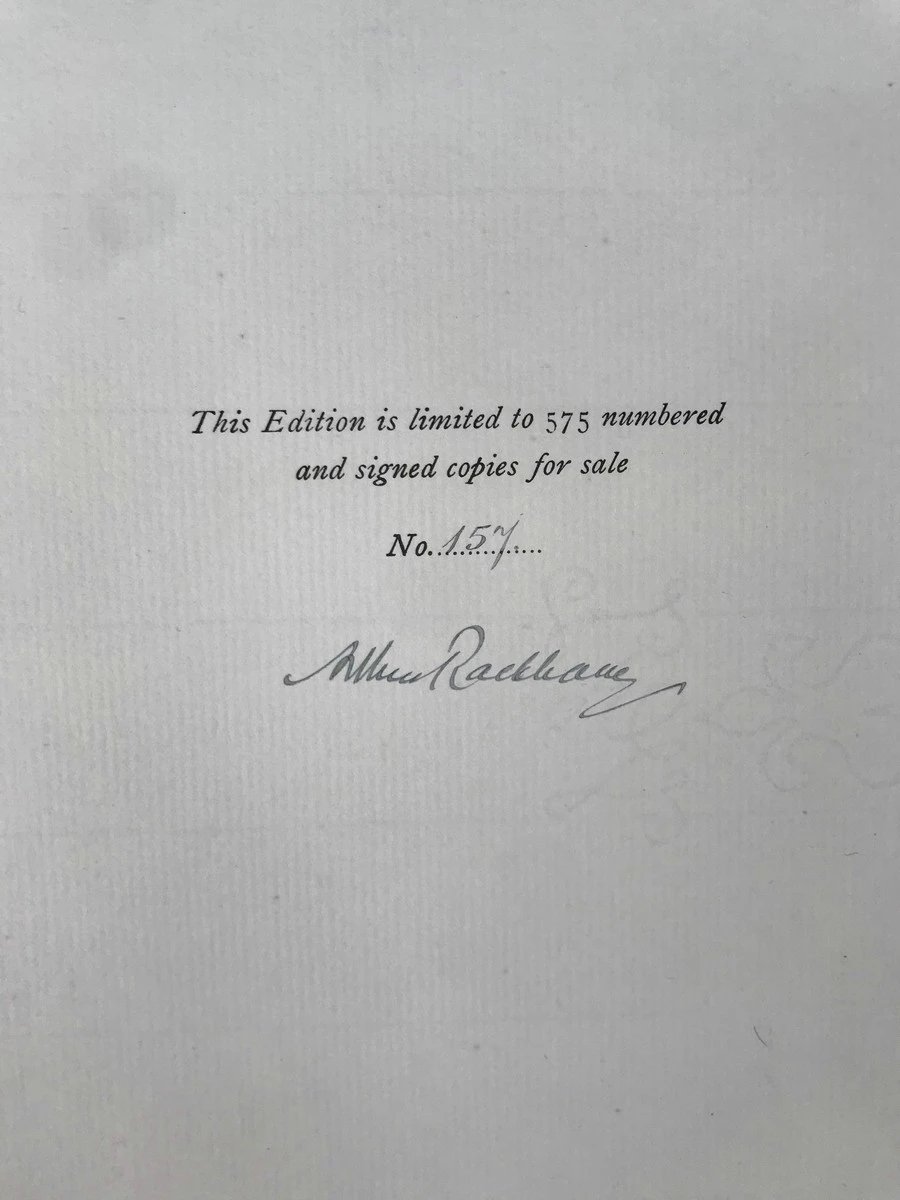 This Edition is limited to 575 numbered
and signed copies for sale
No. 157
Arthur Rackham